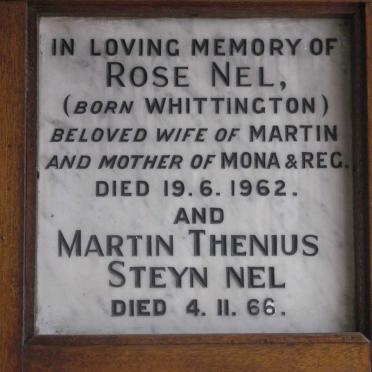 IN LOVING MEMORY OF
ROSE NEL,
(BORN WHITTINGTON)
BELOVED WIFE OF MARTIN
AND MOTHER OF MONA & REG.
DIED 19.6.1962.
AND
MARTIN THENIUS
STEYN NEL
DIED 4.11.66.